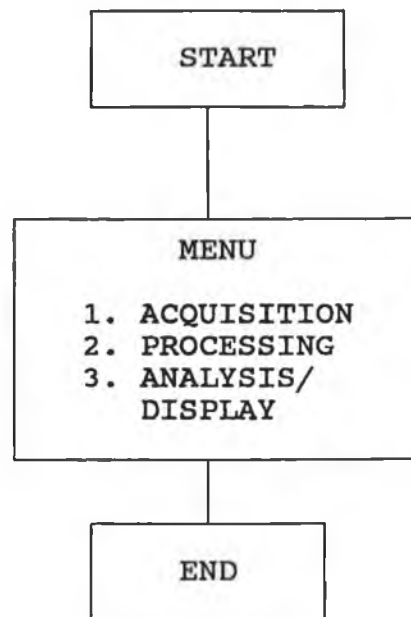 START
MENU
1. ACQUISITION
2. PROCESSING
3. ANALYSIS/
DISPLAY
END